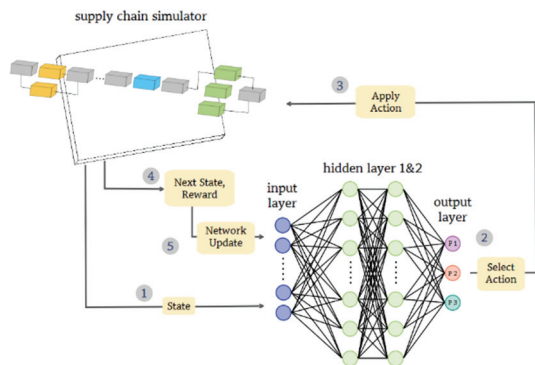 supply chain simulator
3
Apply
Action
4
Next State,
Reward
input
layer
hidden layer 1&2
output
layer
5
Network
Update
P1
2
P2
Select
Action
1
State
P3